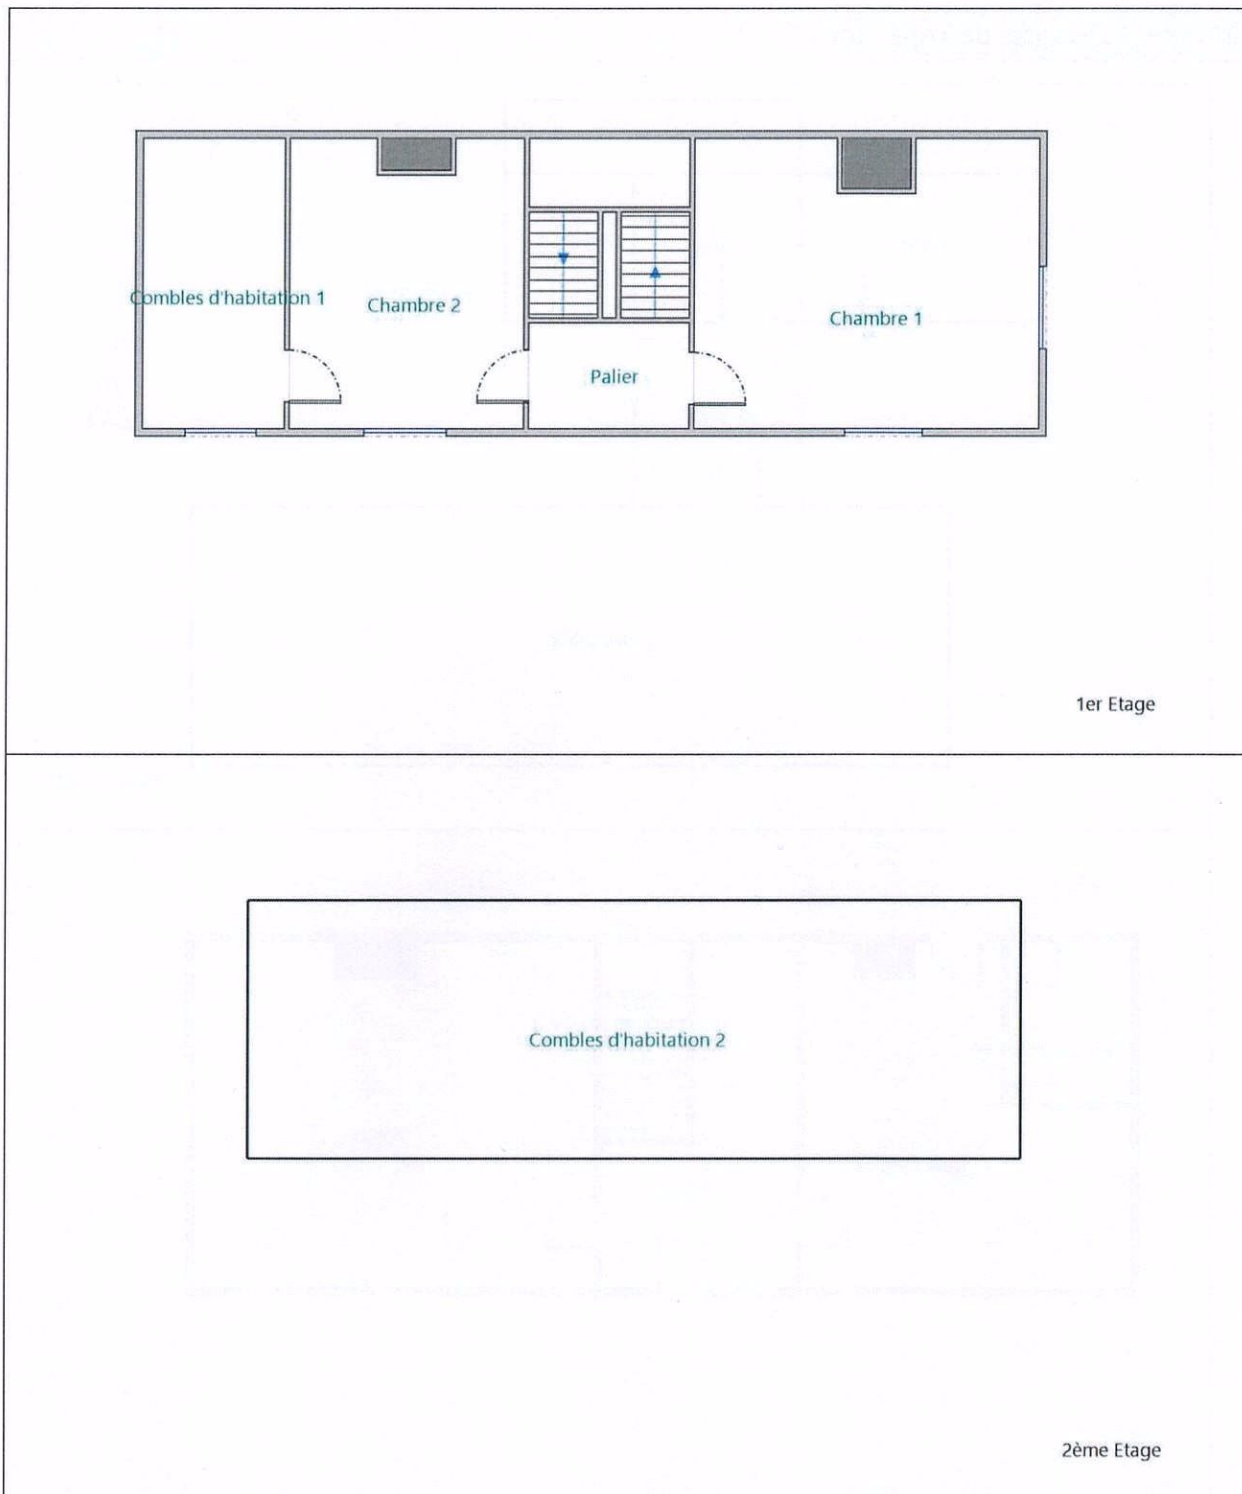 Combles d'habitation 1
Chambre 2
Chambre 1
Palier
1er Etage
Combles d'habitation 2
2ème Etage